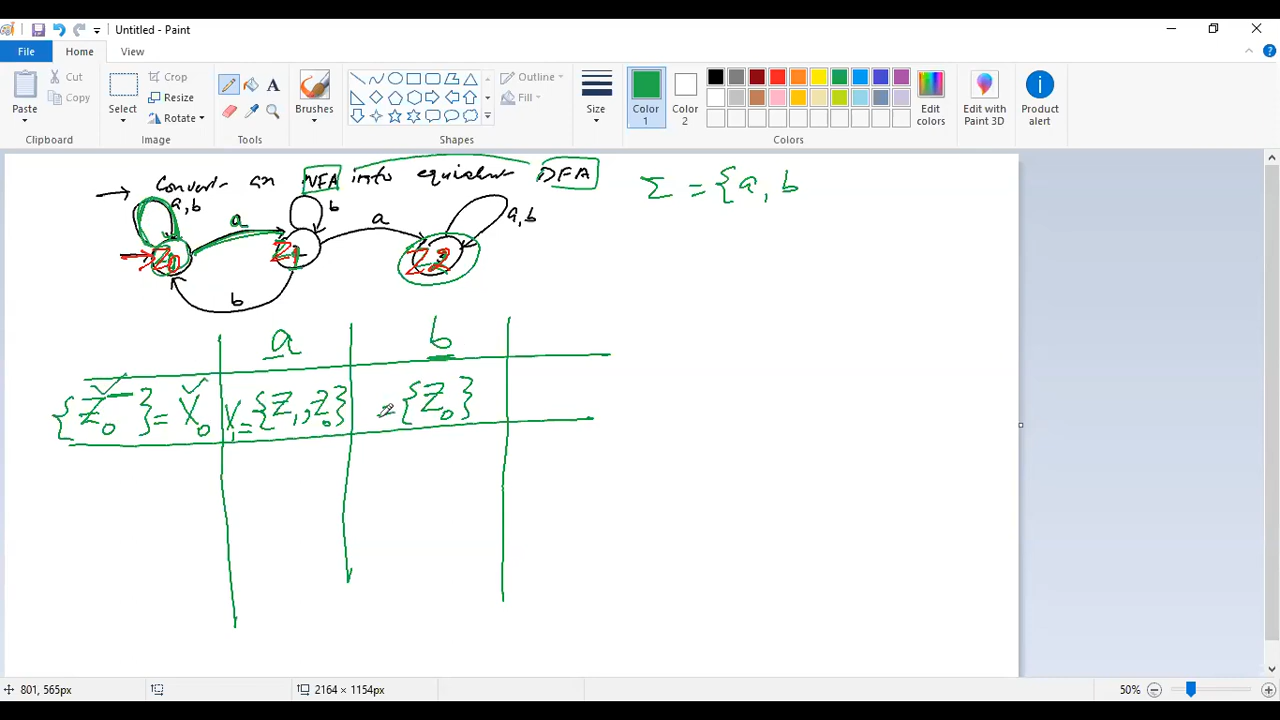 Untitled - Paint
File Home View
Paste
Cut
Copy
Clipboard
Select
Crop
Resize
Rotate
Image
Tools
Brushes
Shapes
Outline
Fill
Size
Color 1
Color 2
Edit colors
Colors
Edit with Paint 3D
Product alert
Convert an NFA into equivalent DFA
Σ = {a, b
a,b
a
b
a
a,b
Z0
Z1
Z2
b
a b
{Z0} = X0 X1= {Z1, Z0} = {Z0}
801, 565px
2164 × 1154px
50%